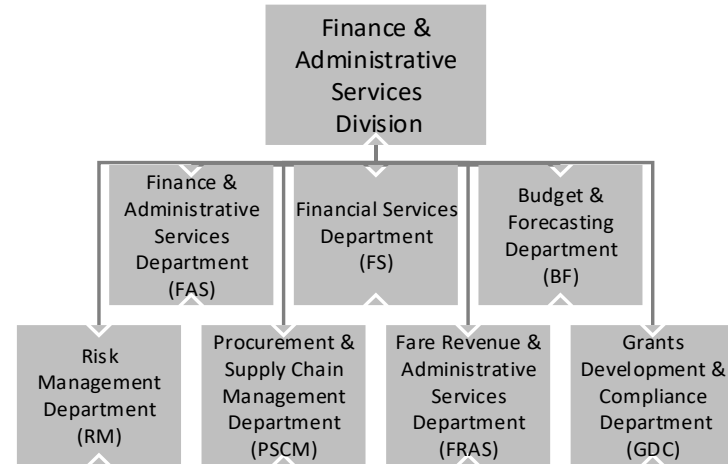 Finance &
Administrative
Services
Division
Finance &
Administrative
Services
Department
(FAS)
Financial Services
Department
(FS)
Budget &
Forecasting
Department
(BF)
Risk
Management
Department
(RM)
Procurement &
Supply Chain
Management
Department
(PSCM)
Fare Revenue &
Administrative
Services
Department
(FRAS)
Grants
Development &
Compliance
Department
(GDC)